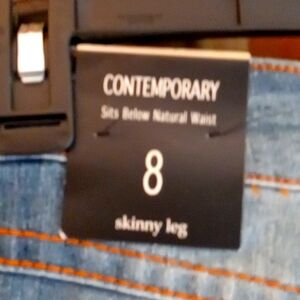 CONTEMPORARY
Sits Below Natural Waist
8
skinny leg